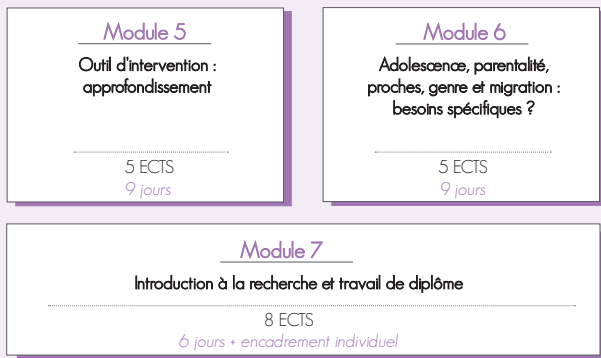 Module 5
Outil d'intervention :
approfondissement
5 ECTS
9 jours
Module 6
Adolescence, parentalité,
proches, genre et migration :
besoins spécifiques ?
5 ECTS
9 jours
Module 7
Introduction à la recherche et travail de diplôme
8 ECTS
6 jours + encadrement individuel